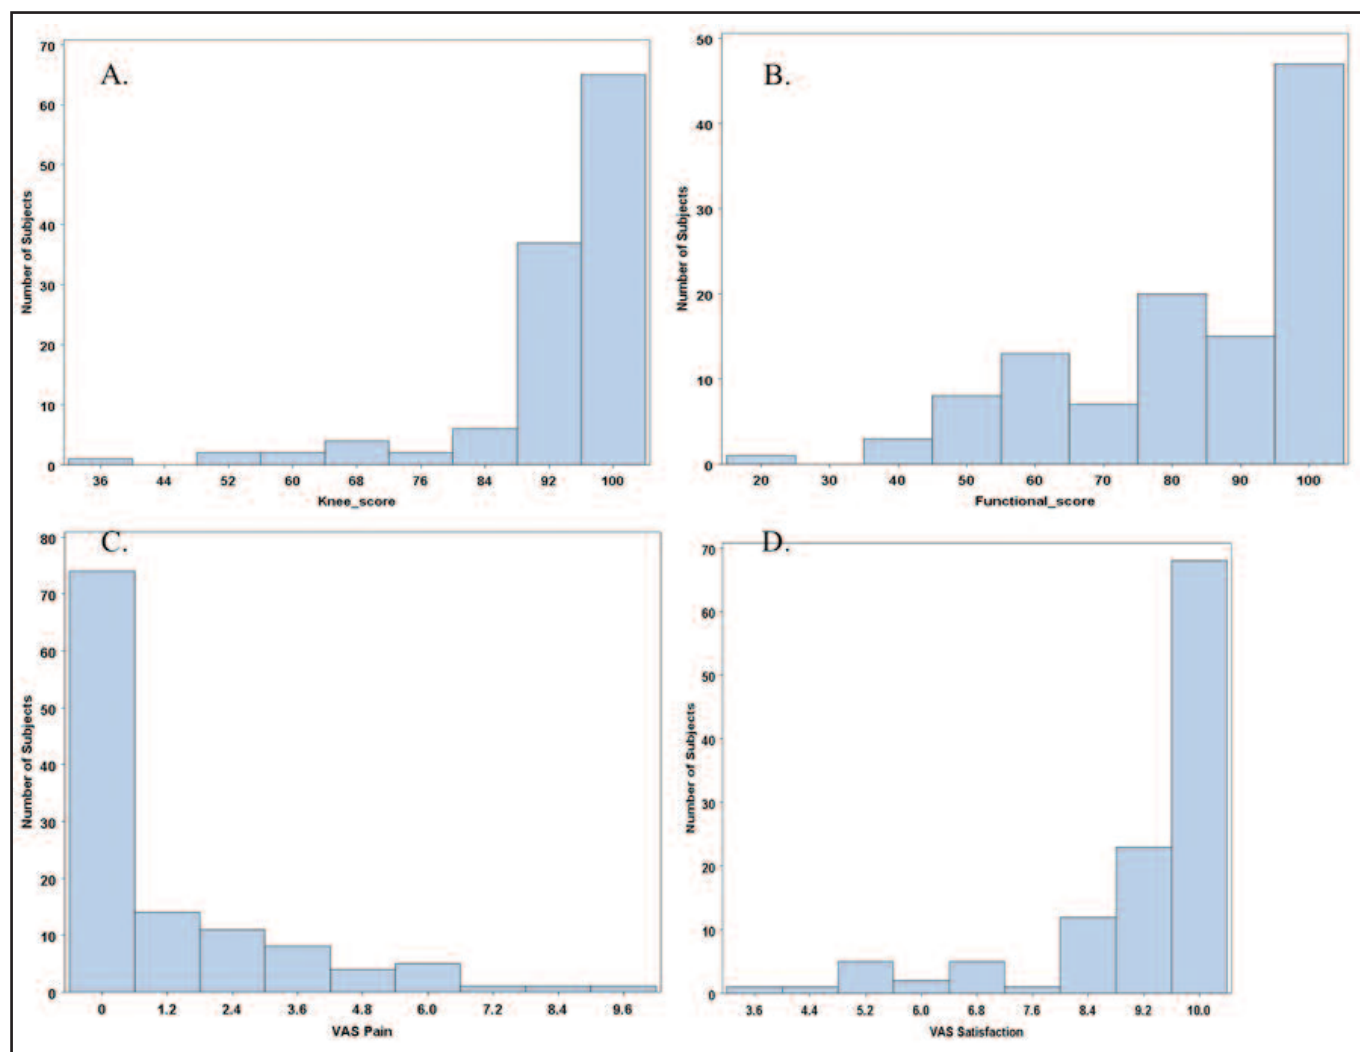 A.
70
60
50
40
30
20
10
0
Number of Subjects
36 44 52 60 68 76 84 92 100
Knee_score
B.
50
40
30
20
10
0
Number of Subjects
20 30 40 50 60 70 80 90 100
Functional_score
C.
80
70
60
50
40
30
20
10
0
Number of Subjects
0 1.2 2.4 3.6 4.8 6.0 7.2 8.4 9.6
VAS Pain
D.
70
60
50
40
30
20
10
0
Number of Subjects
3.6 4.4 5.2 6.0 6.8 7.6 8.4 9.2 10.0
VAS Satisfaction